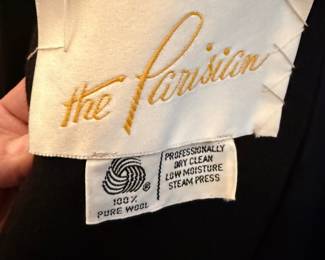 the Parisian
®
100%
PURE WOOL
PROFESSIONALLY
DRY CLEAN
LOW MOISTURE
STEAM PRESS